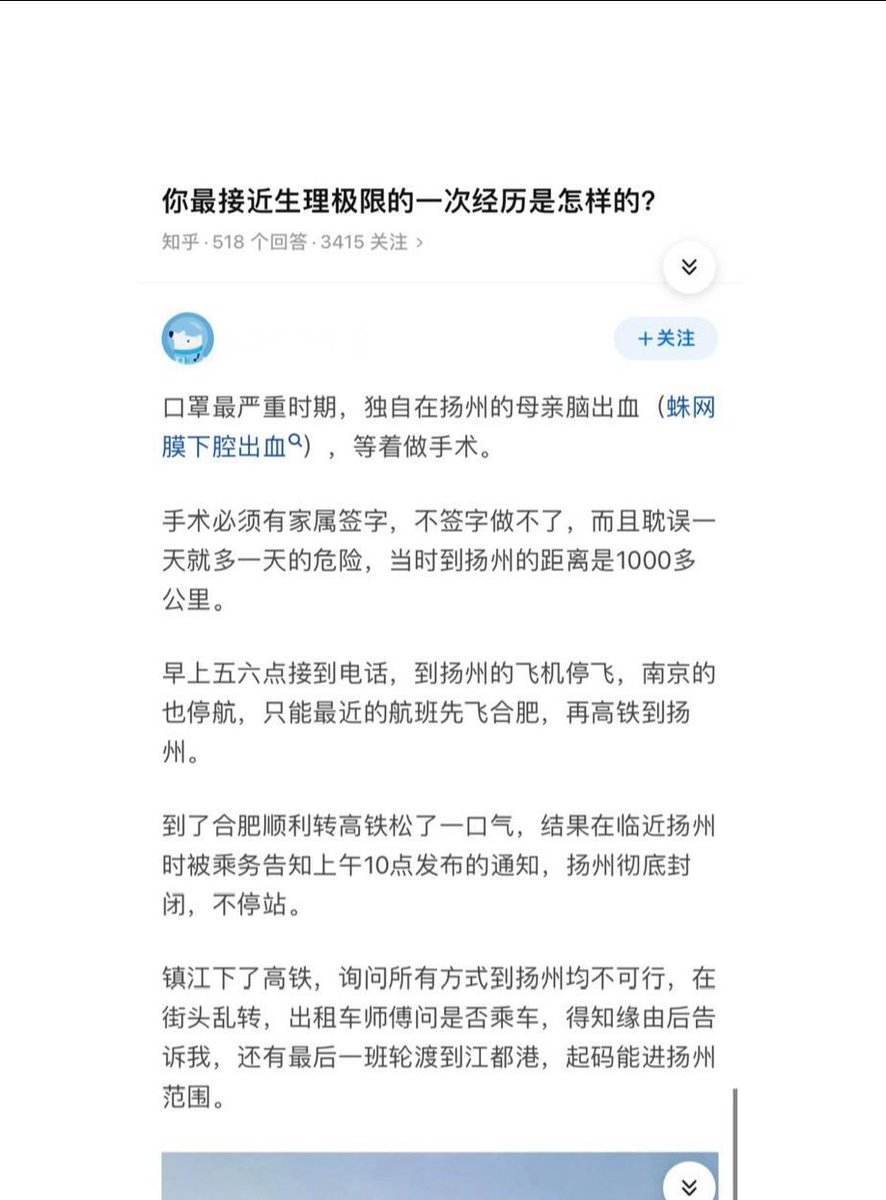 你最接近生理极限的一次经历是怎样的?
知乎 · 518 个回答 · 3415 关注 >
+关注
口罩最严重时期，独自在扬州的母亲脑出血（蛛网
膜下腔出血），等着做手术。
手术必须有家属签字，不签字做不了，而且耽误一
天就多一天的危险，当时到扬州的距离是1000多
公里。
早上五六点接到电话，到扬州的飞机停飞，南京的
也停航，只能最近的航班先飞合肥，再高铁到扬
州。
到了合肥顺利转高铁松了一口气，结果在临近扬州
时被乘务告知上午10点发布的通知，扬州彻底封
闭，不停站。
镇江下了高铁，询问所有方式到扬州均不可行，在
街头乱转，出租车师傅问是否乘车，得知缘由后告
诉我，还有最后一班轮渡到江都港，起码能进扬州
范围。